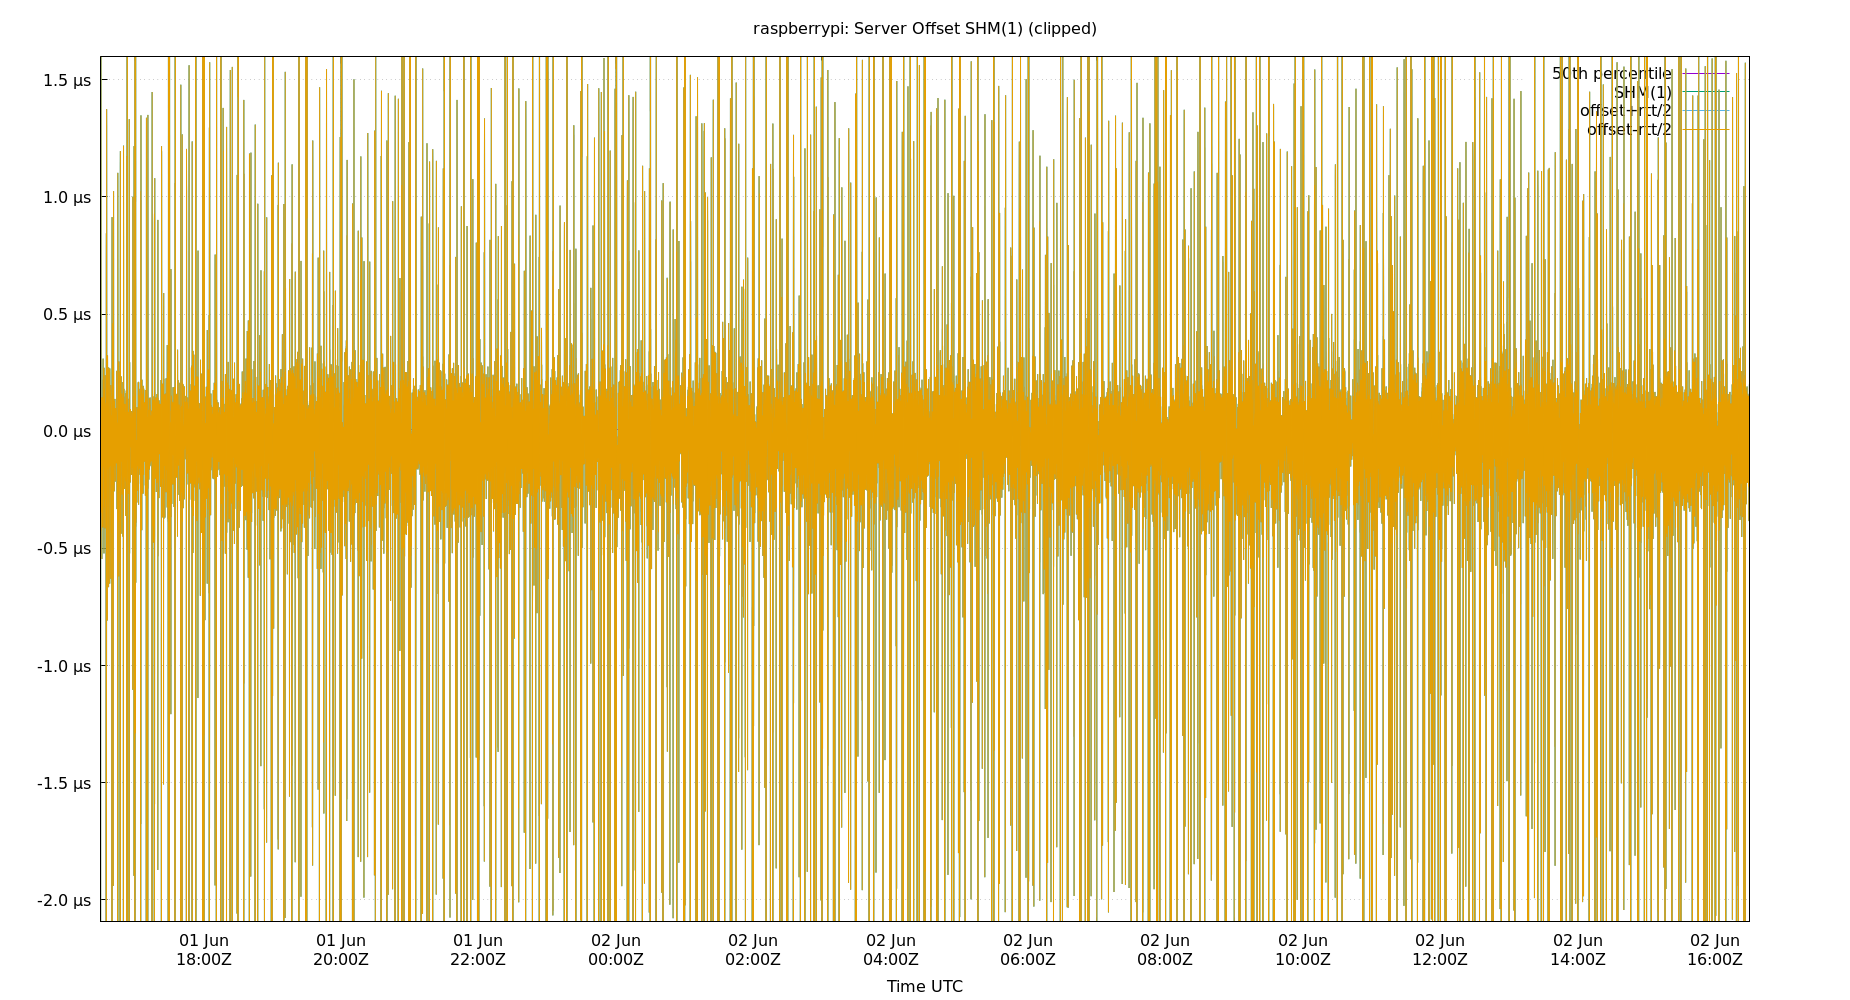 raspberrypi: Server Offset SHM(1) (clipped)
1.5 µs
1.0 µs
0.5 µs
0.0 µs
-0.5 µs
-1.0 µs
-1.5 µs
-2.0 µs
50th percentile
SHM(1)
offset+rtt/2
offset-rtt/2
01 Jun 01 Jun 01 Jun 02 Jun 02 Jun 02 Jun 02 Jun 02 Jun 02 Jun 02 Jun 02 Jun 02 Jun
18:00Z 20:00Z 22:00Z 00:00Z 02:00Z 04:00Z 06:00Z 08:00Z 10:00Z 12:00Z 14:00Z 16:00Z
Time UTC